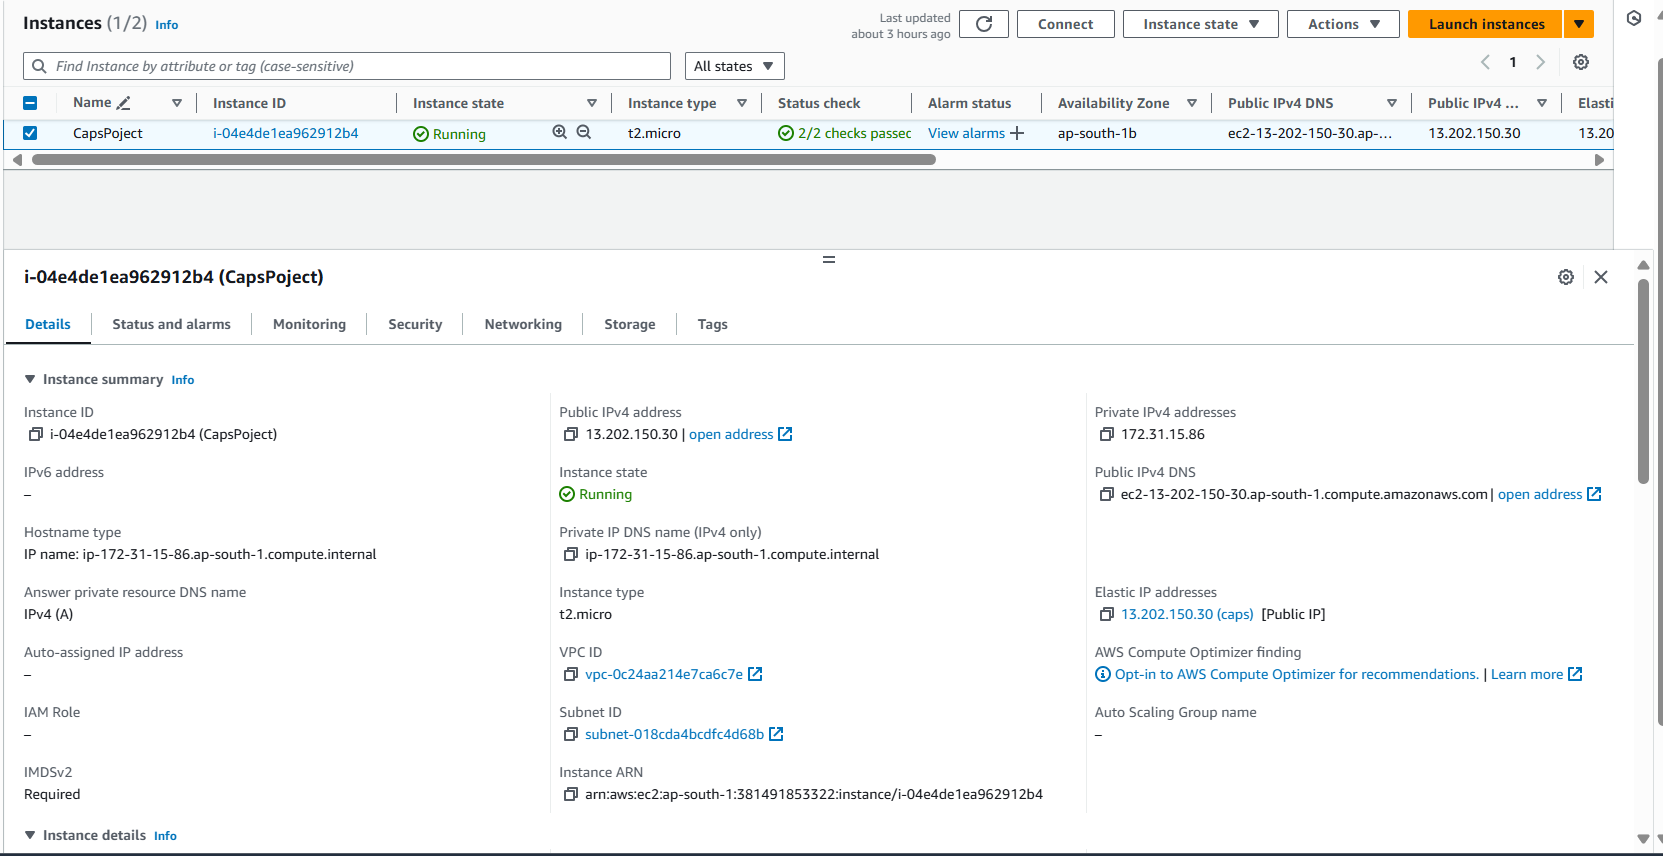 Instances (1/2) Info
Last updated
about 3 hours ago
Connect
Instance state
Actions
Launch instances
Find Instance by attribute or tag (case-sensitive)
All states
1
Name Instance ID Instance state Instance type Status check Alarm status Availability Zone Public IPv4 DNS Public IPv4 ... Elasti
CapsPoject i-04e4de1ea962912b4 Running t2.micro 2/2 checks passec View alarms ap-south-1b ec2-13-202-150-30.ap-... 13.202.150.30 13.20
i-04e4de1ea962912b4 (CapsPoject)
Details Status and alarms Monitoring Security Networking Storage Tags
Instance summary Info
Instance ID
i-04e4de1ea962912b4 (CapsPoject)
Public IPv4 address
13.202.150.30 | open address
Private IPv4 addresses
172.31.15.86
IPv6 address
–
Instance state
Running
Public IPv4 DNS
ec2-13-202-150-30.ap-south-1.compute.amazonaws.com | open address
Hostname type
IP name: ip-172-31-15-86.ap-south-1.compute.internal
Private IP DNS name (IPv4 only)
ip-172-31-15-86.ap-south-1.compute.internal
Answer private resource DNS name
IPv4 (A)
Instance type
t2.micro
Elastic IP addresses
13.202.150.30 (caps) [Public IP]
Auto-assigned IP address
–
VPC ID
vpc-0c24aa214e7ca6c7e
AWS Compute Optimizer finding
Opt-in to AWS Compute Optimizer for recommendations. | Learn more
IAM Role
–
Subnet ID
subnet-018cda4bcdfc4d68b
Auto Scaling Group name
–
IMDSv2
Required
Instance ARN
arn:aws:ec2:ap-south-1:381491853322:instance/i-04e4de1ea962912b4
Instance details Info